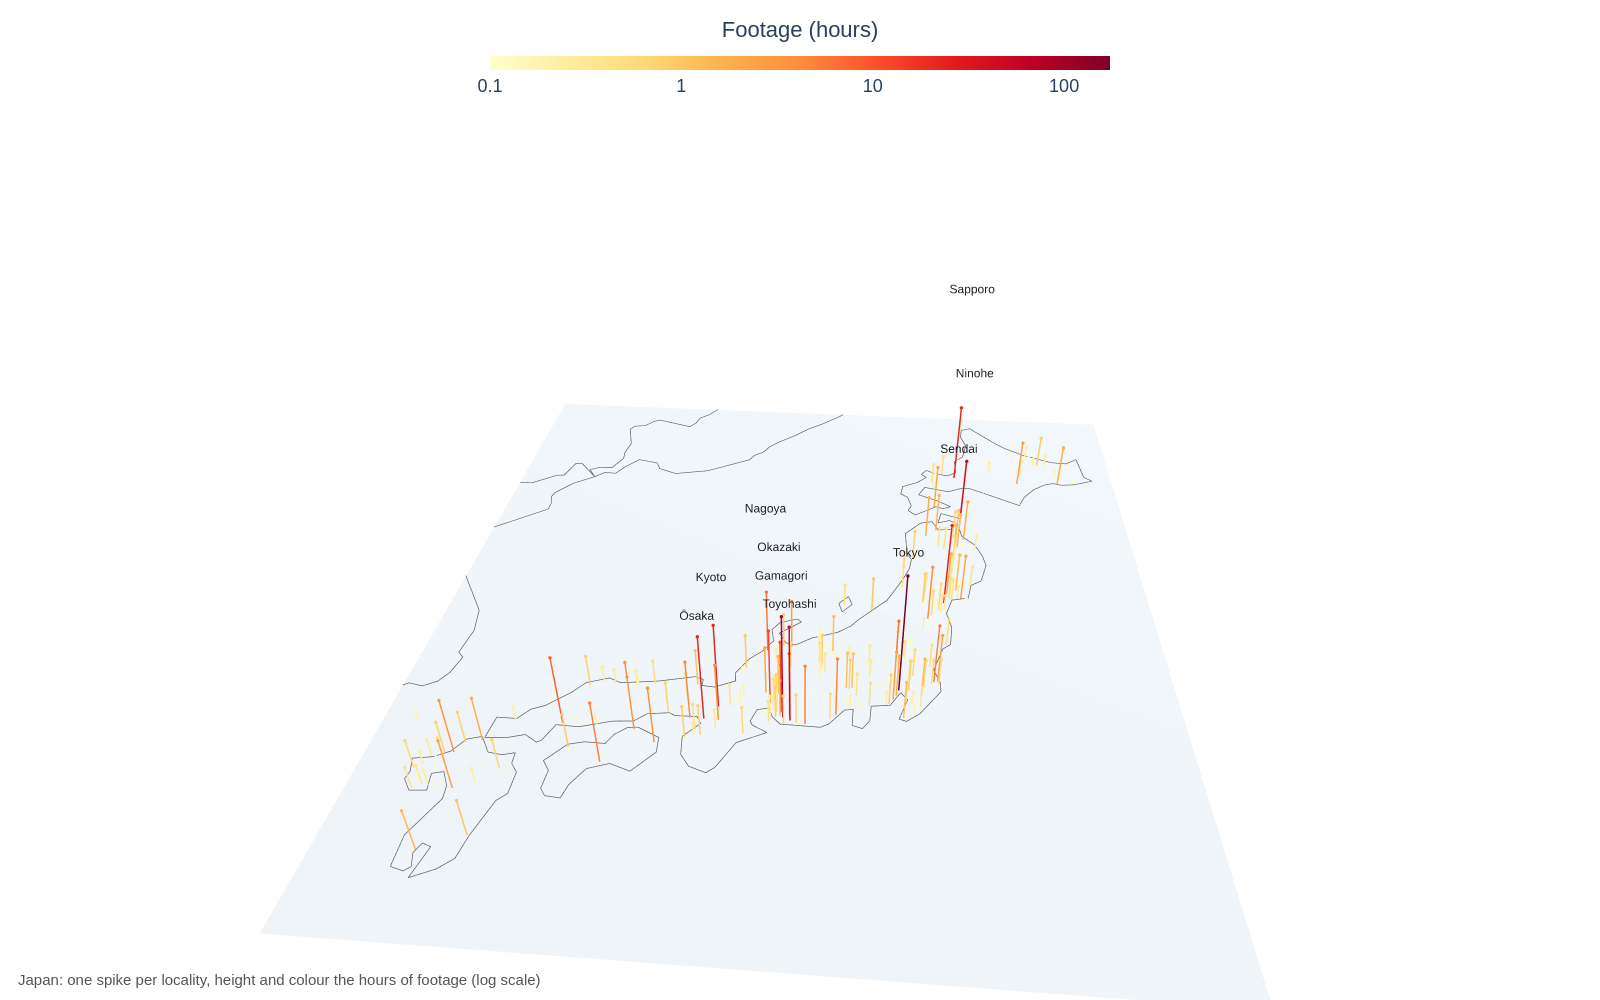 Footage (hours)
0.1 1 10 100
Sapporo
Ninohe
Sendai
Nagoya
Okazaki
Tokyo
Kyoto
Gamagori
Toyohashi
Ōsaka
Japan: one spike per locality, height and colour the hours of footage (log scale)